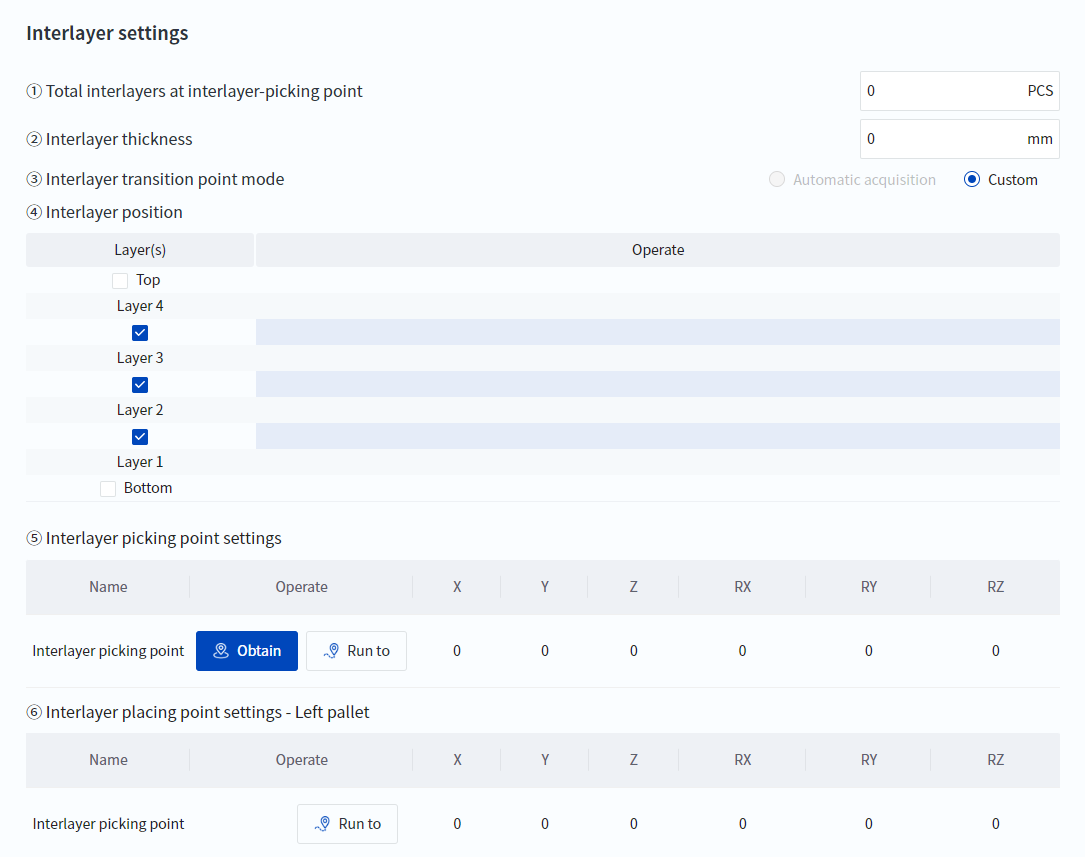 Interlayer settings
① Total interlayers at interlayer-picking point 0 PCS
② Interlayer thickness 0 mm
③ Interlayer transition point mode Automatic acquisition Custom
④ Interlayer position
Layer(s) Operate
Top
Layer 4
Layer 3
Layer 2
Layer 1
Bottom
⑤ Interlayer picking point settings
Name Operate X Y Z RX RY RZ
Interlayer picking point Obtain Run to 0 0 0 0 0 0
⑥ Interlayer placing point settings - Left pallet
Name Operate X Y Z RX RY RZ
Interlayer picking point Run to 0 0 0 0 0 0